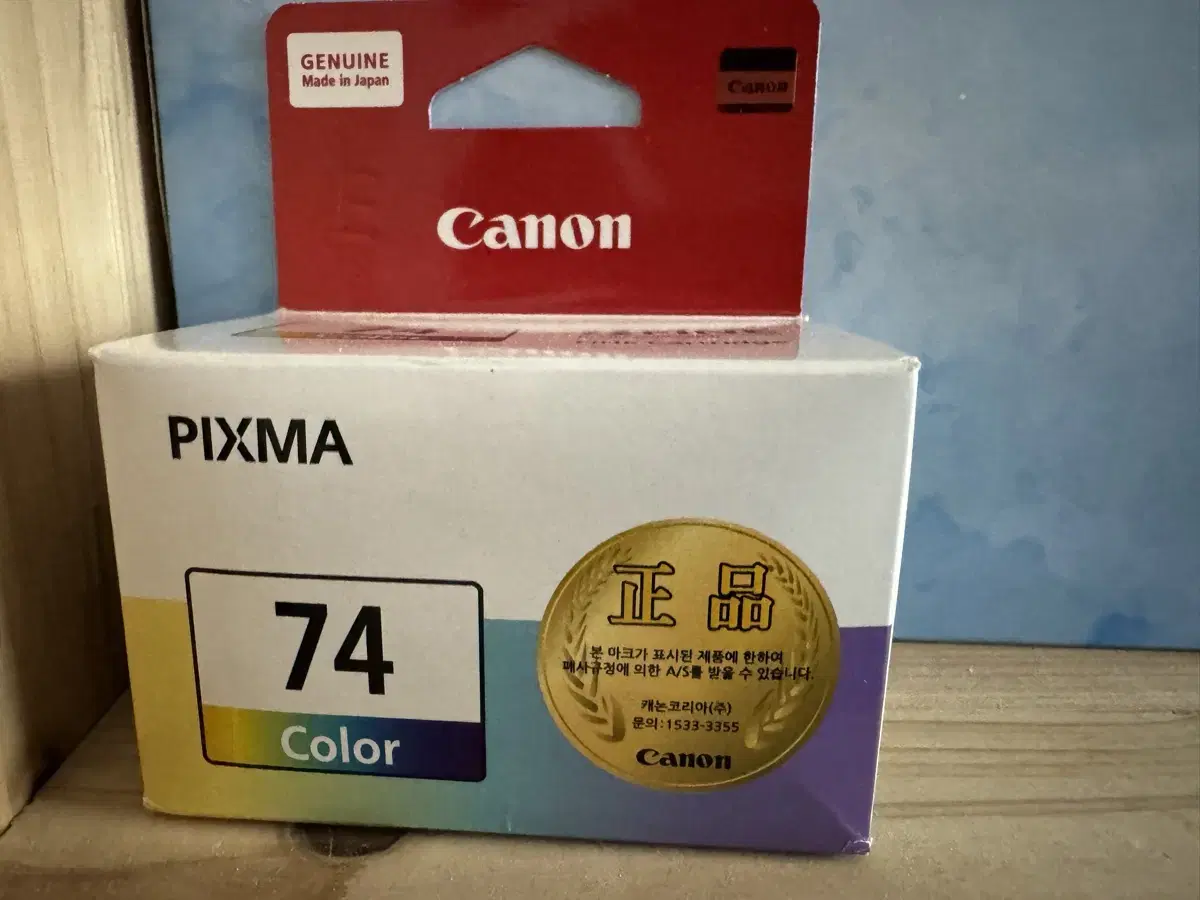 GENUINE
Made in Japan
Canon
Canon
PIXMA
74
Color
正品
본 마크가 표시된 제품에 한하여
폐사규정에 의한 A/S를 받을 수 있습니다.
캐논코리아(주)
문의:1533-3355
Canon